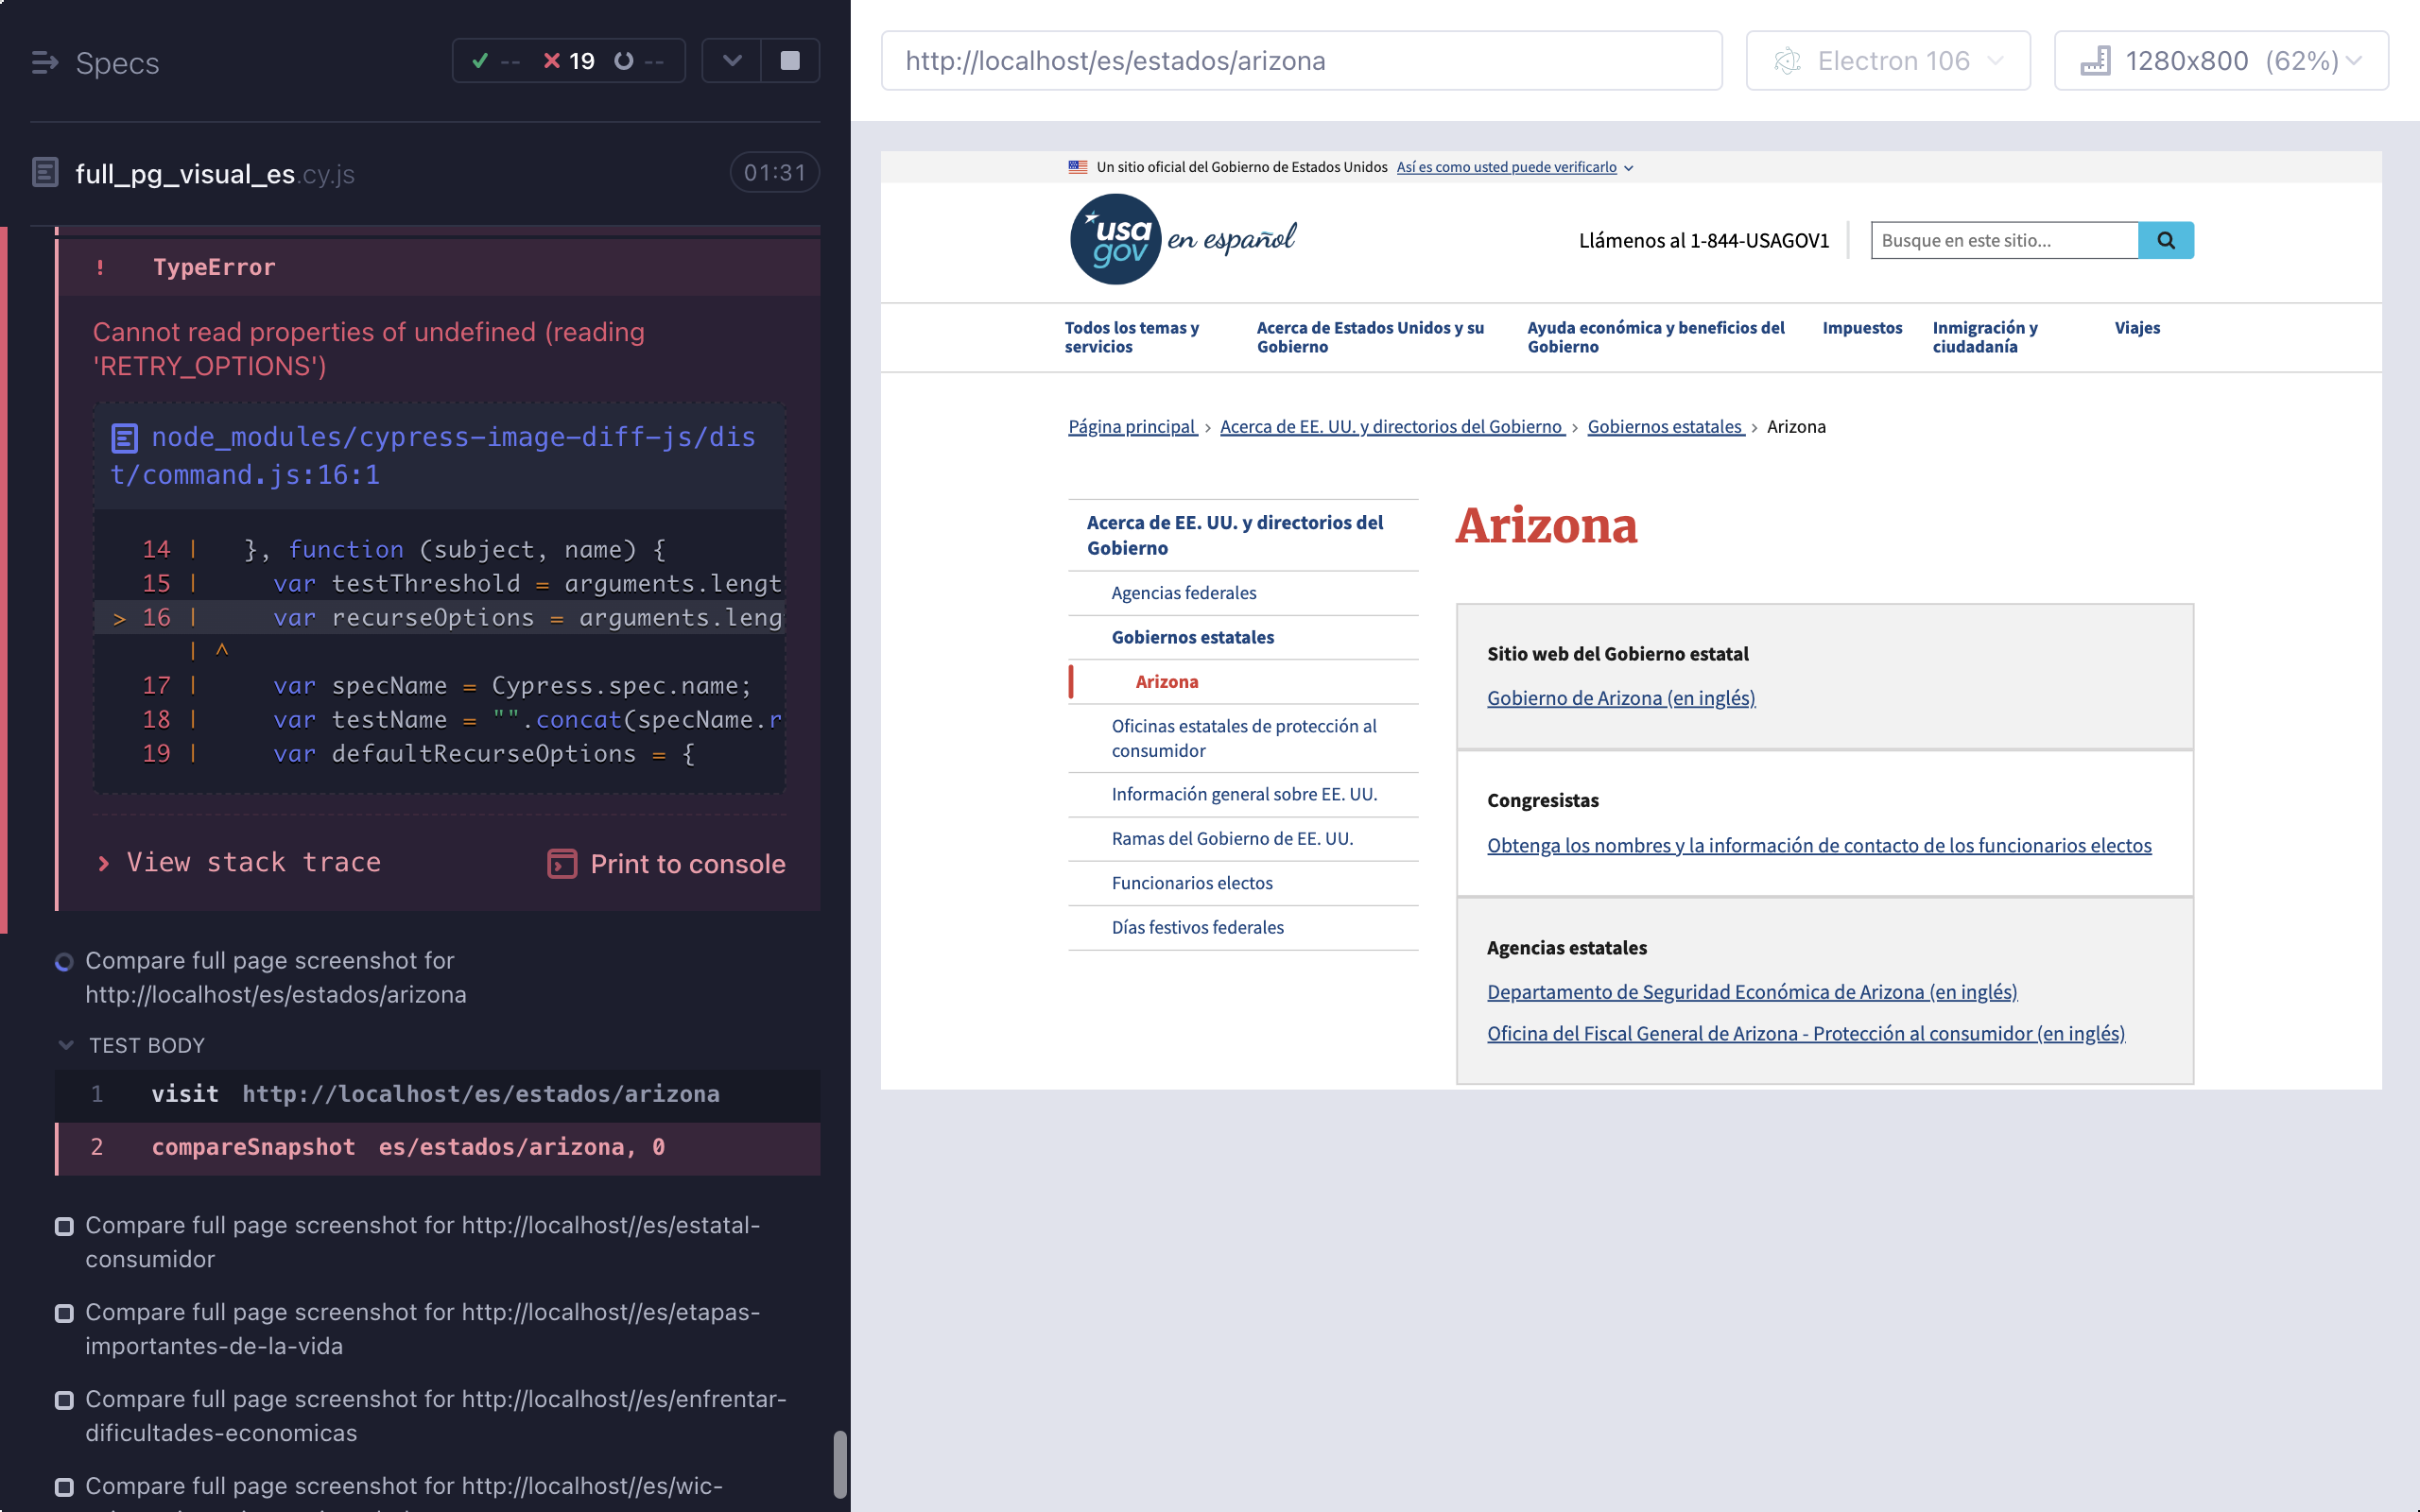 Specs
-- 19 --
full_pg_visual_es.cy.js
01:31
! TypeError
Cannot read properties of undefined (reading
'RETRY_OPTIONS')
node_modules/cypress-image-diff-js/dis
t/command.js:16:1
14 | }, function (subject, name) {
15 | var testThreshold = arguments.lengt
> 16 | var recurseOptions = arguments.leng
| ^
17 | var specName = Cypress.spec.name;
18 | var testName = "".concat(specName.r
19 | var defaultRecurseOptions = {
View stack trace
Print to console
Compare full page screenshot for
http://localhost/es/estados/arizona
TEST BODY
1 visit http://localhost/es/estados/arizona
2 compareSnapshot es/estados/arizona, 0
Compare full page screenshot for http://localhost//es/estatal-
consumidor
Compare full page screenshot for http://localhost//es/etapas-
importantes-de-la-vida
Compare full page screenshot for http://localhost//es/enfrentar-
dificultades-economicas
Compare full page screenshot for http://localhost//es/wic-
http://localhost/es/estados/arizona
Electron 106
1280x800 (62%)
Un sitio oficial del Gobierno de Estados Unidos Así es como usted puede verificarlo
usa
gov
en español
Llámenos al 1-844-USAGOV1
Busque en este sitio...
Todos los temas y
servicios
Acerca de Estados Unidos y su
Gobierno
Ayuda económica y beneficios del
Gobierno
Impuestos
Inmigración y
ciudadanía
Viajes
Página principal › Acerca de EE. UU. y directorios del Gobierno › Gobiernos estatales › Arizona
Acerca de EE. UU. y directorios del
Gobierno
Agencias federales
Gobiernos estatales
Arizona
Oficinas estatales de protección al
consumidor
Información general sobre EE. UU.
Ramas del Gobierno de EE. UU.
Funcionarios electos
Días festivos federales
Arizona
Sitio web del Gobierno estatal
Gobierno de Arizona (en inglés)
Congresistas
Obtenga los nombres y la información de contacto de los funcionarios electos
Agencias estatales
Departamento de Seguridad Económica de Arizona (en inglés)
Oficina del Fiscal General de Arizona - Protección al consumidor (en inglés)